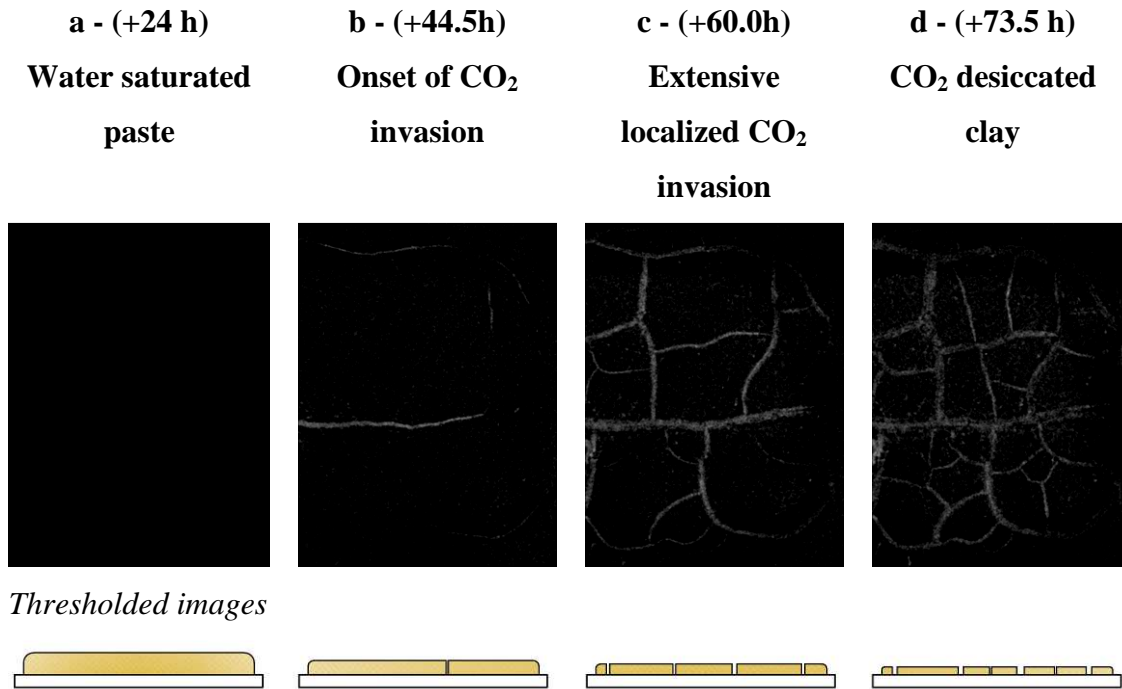 a - (+24 h)
Water saturated
paste
b - (+44.5h)
Onset of CO₂
invasion
c - (+60.0h)
Extensive
localized CO₂
invasion
d - (+73.5 h)
CO₂ desiccated
clay
Thresholded images